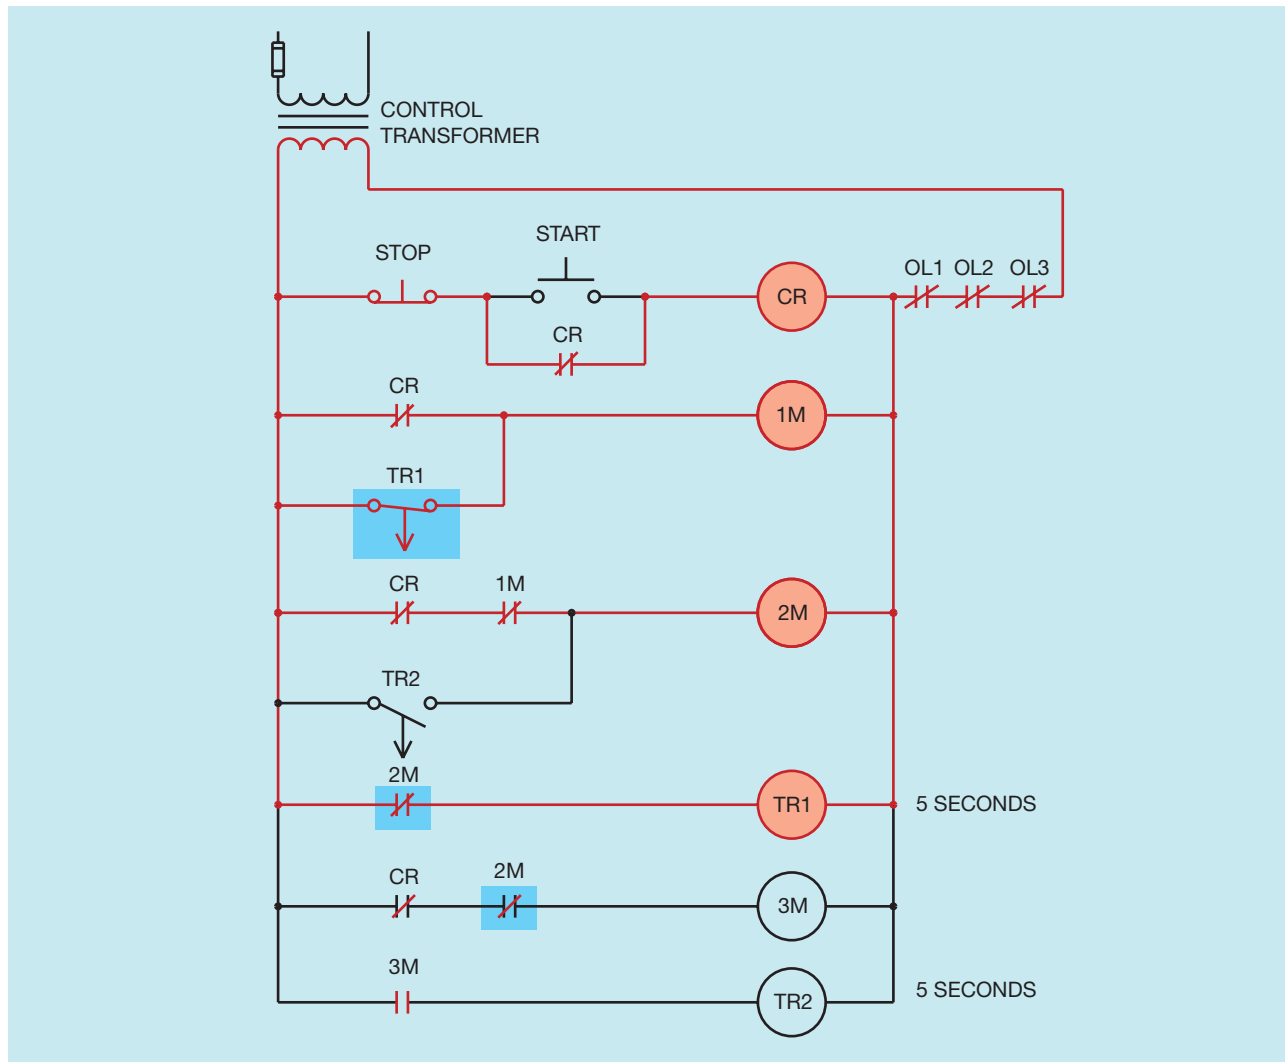 CONTROL
TRANSFORMER
START
STOP
OL1 OL2 OL3
CR
CR
CR
1M
TR1
CR 1M
2M
TR2
2M
TR1
5 SECONDS
CR 2M
3M
3M
TR2
5 SECONDS